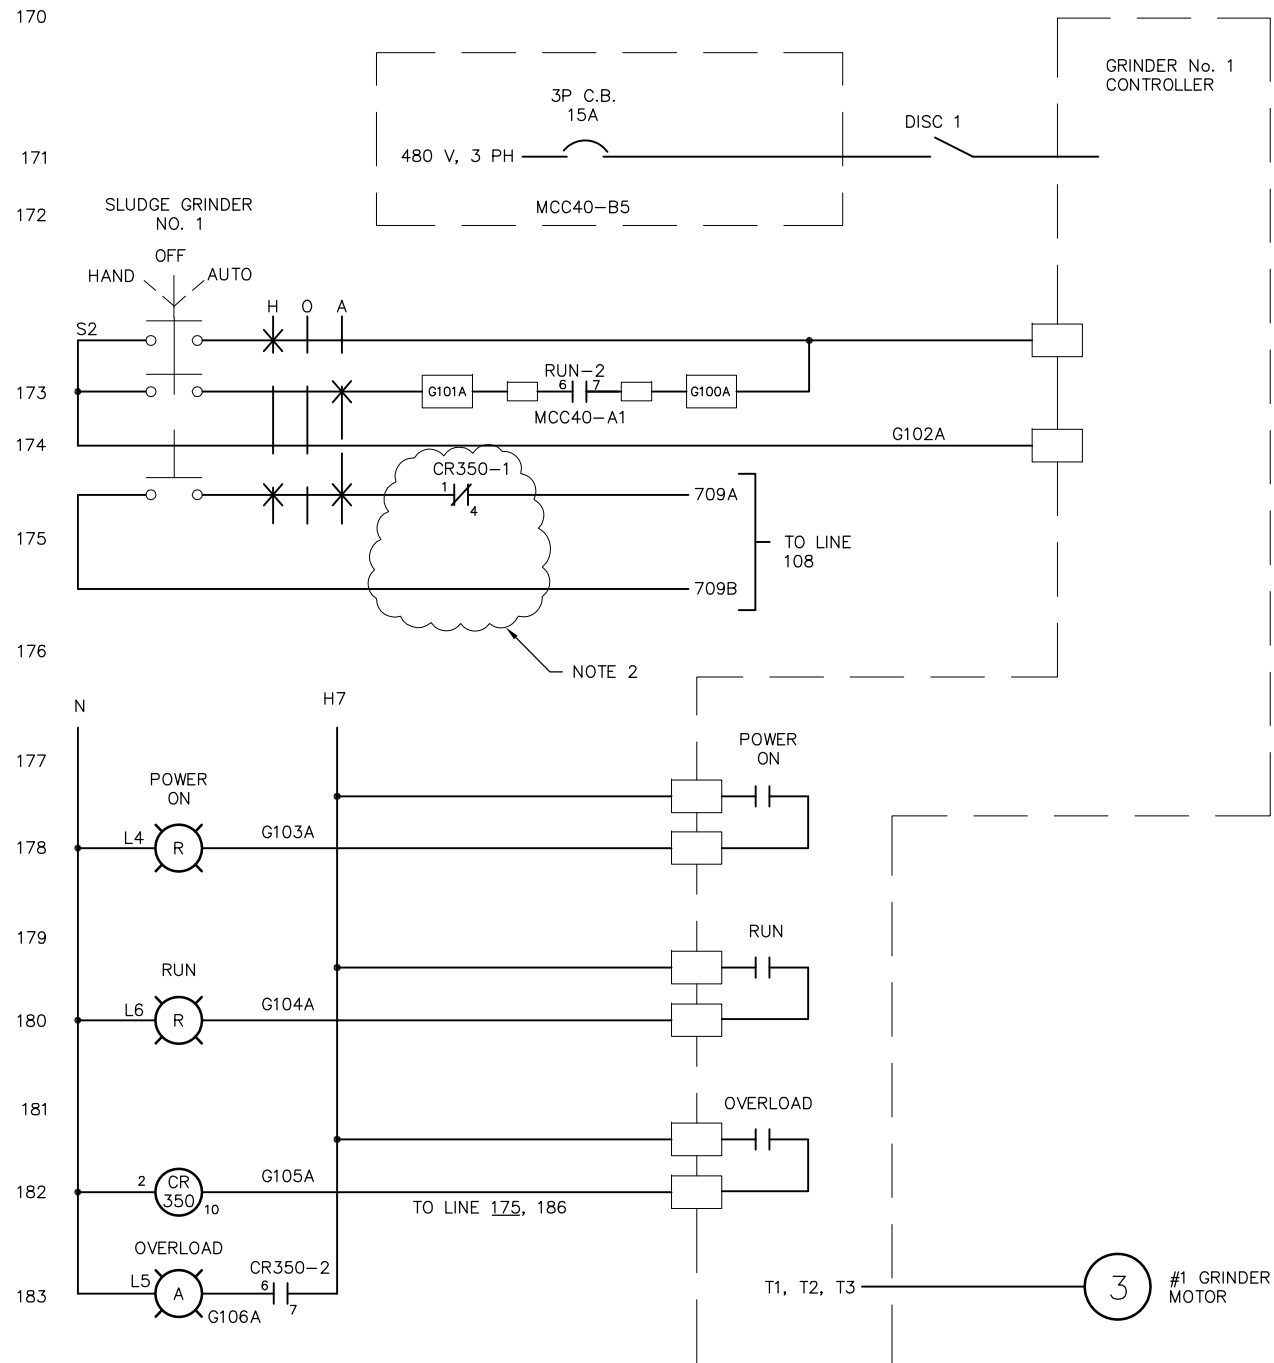 170
GRINDER No. 1
CONTROLLER
3P C.B.
15A
DISC 1
171
480 V, 3 PH
172
MCC40-B5
SLUDGE GRINDER
NO. 1
OFF
HAND
AUTO
H O A
S2
RUN-2
173
G101A
6 7
G100A
MCC40-A1
174
G102A
CR350-1
1
4
709A
175
TO LINE
108
709B
176
NOTE 2
N
H7
177
POWER
ON
POWER
ON
178
L4
R
G103A
179
RUN
RUN
180
L6
R
G104A
181
OVERLOAD
182
2
CR
350
10
G105A
TO LINE 175, 186
OVERLOAD
CR350-2
183
L5
A
G106A
6
7
T1, T2, T3
3
#1 GRINDER
MOTOR